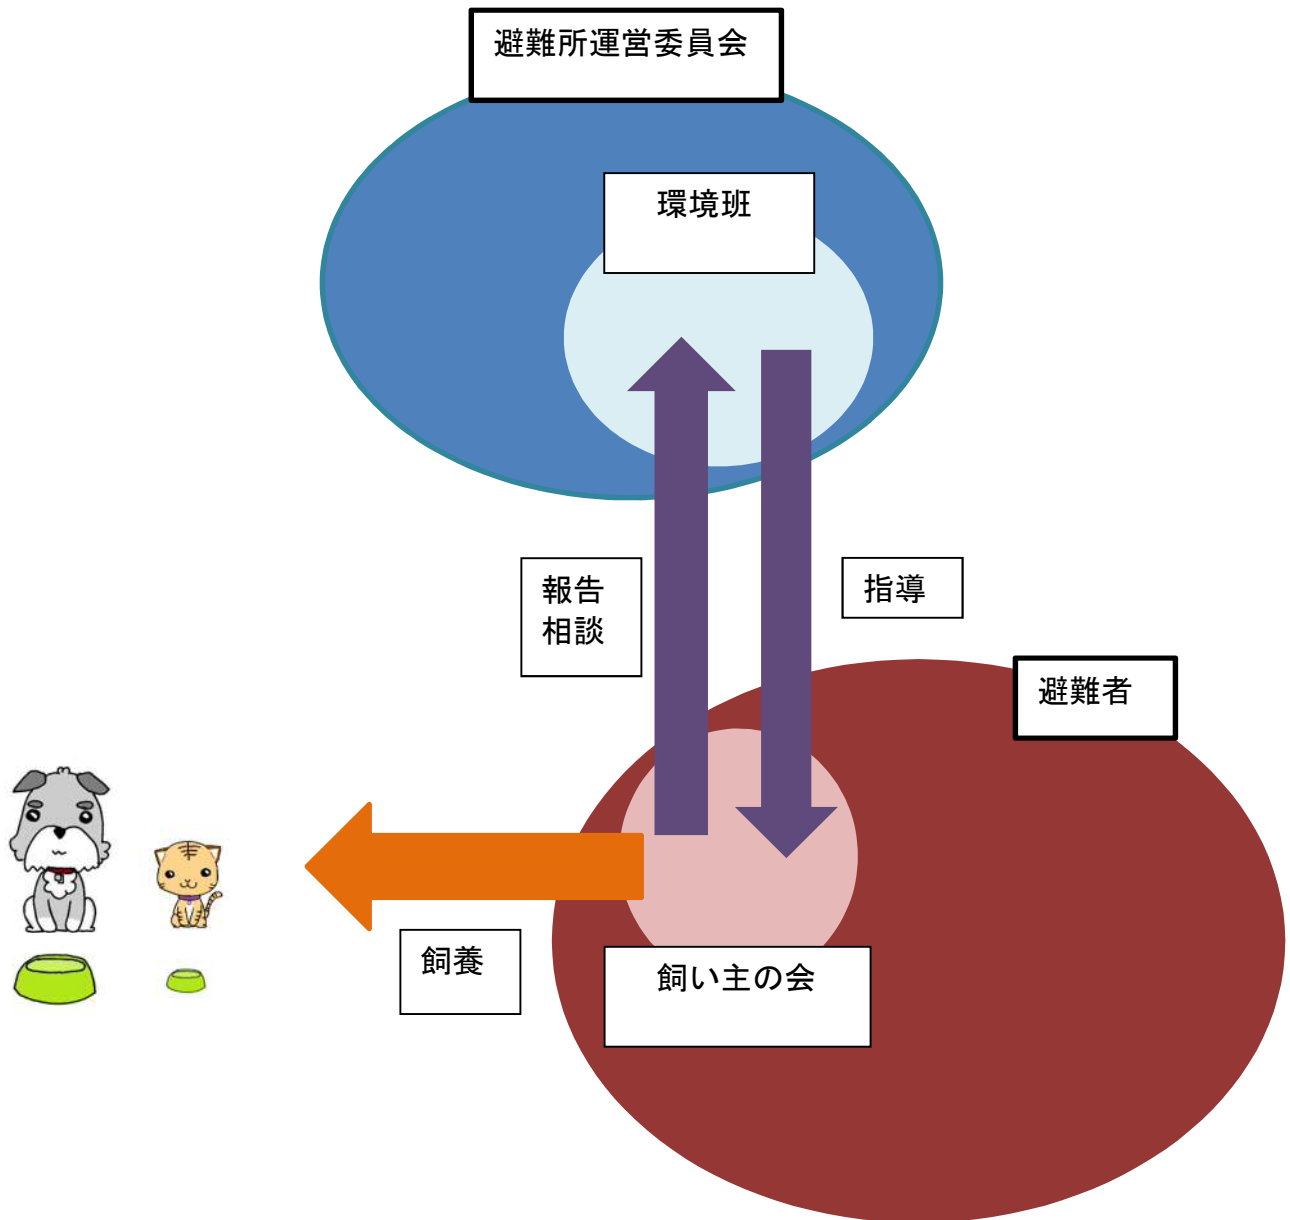 避難所運営委員会
環境班
報告
相談
指導
避難者
飼養
飼い主の会